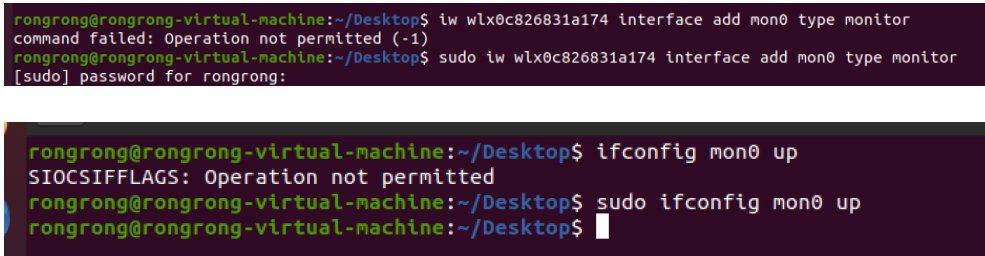 rongrong@rongrong-virtual-machine:~/Desktop$ iw wlx0c826831a174 interface add mon0 type monitor
command failed: Operation not permitted (-1)
rongrong@rongrong-virtual-machine:~/Desktop$ sudo iw wlx0c826831a174 interface add mon0 type monitor
[sudo] password for rongrong:
rongrong@rongrong-virtual-machine:~/Desktop$ ifconfig mon0 up
SIOCSIFFLAGS: Operation not permitted
rongrong@rongrong-virtual-machine:~/Desktop$ sudo ifconfig mon0 up
rongrong@rongrong-virtual-machine:~/Desktop$